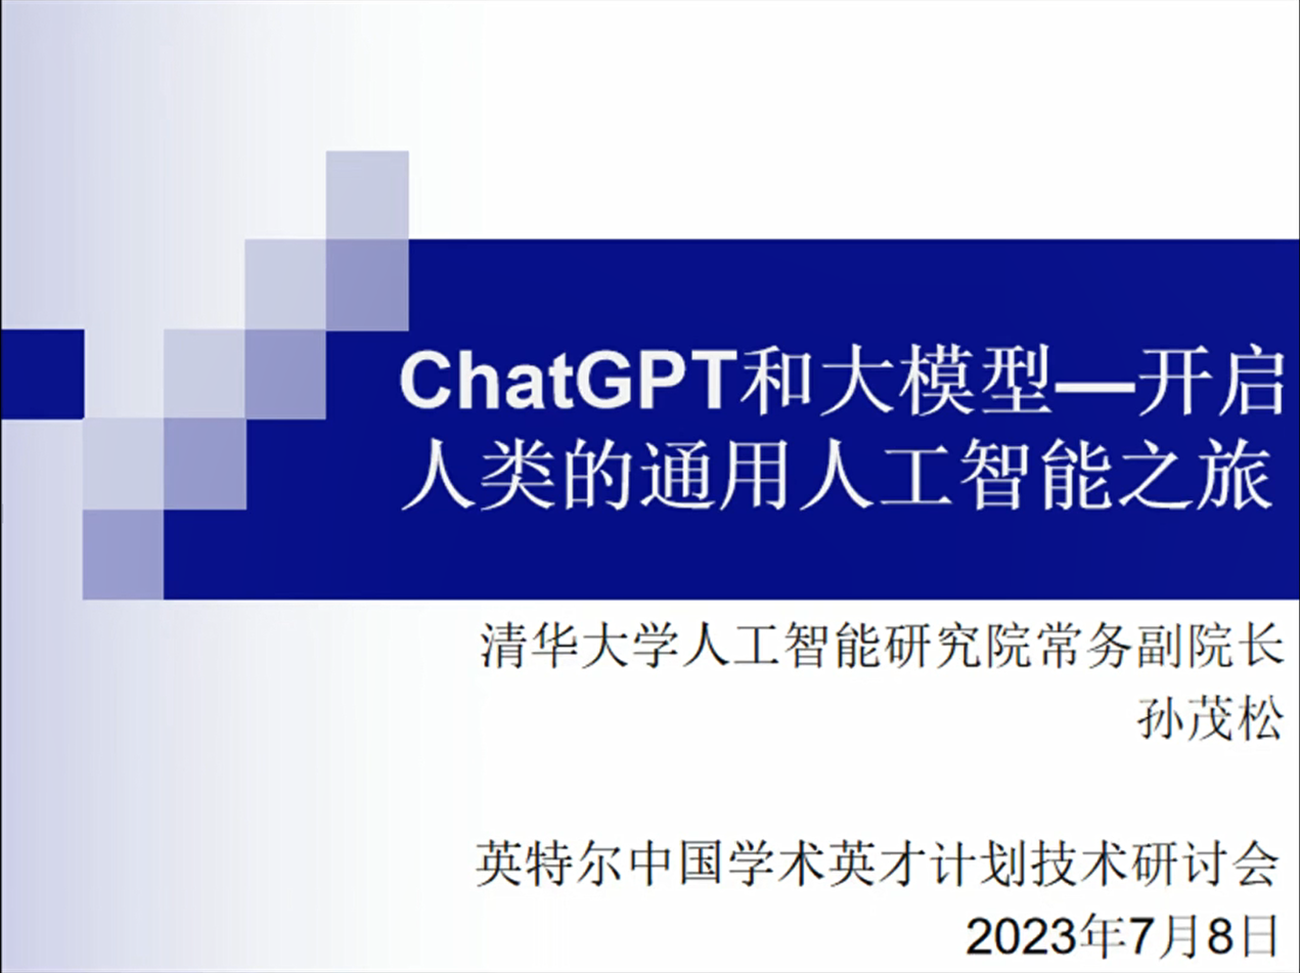 ChatGPT和大模型—开启
人类的通用人工智能之旅
清华大学人工智能研究院常务副院长
孙茂松
英特尔中国学术英才计划技术研讨会
2023年7月8日